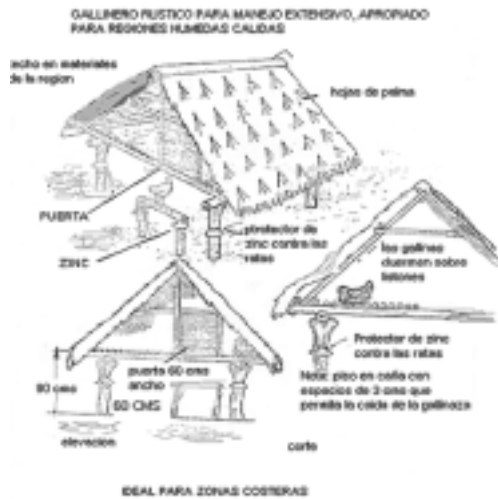 GALLINERO RUSTICO PARA MANEJO EXTENSIVO, APROPIADO
PARA REGIONES HUMEDAS CALIDAS
echo en materiales
de la region
hojas de palma
PUERTA
ZINC
protector de
zinc contra las
ratas
las gallinas
duermen sobre
listones
puerta 60 cms
ancho
80 cms
60 CMS
Protector de zinc
contra las ratas
Nota: piso en caña con
espacios de 3 cms que
permita la caida de la gallinaza
elevacion
corte
IDEAL PARA ZONAS COSTERAS